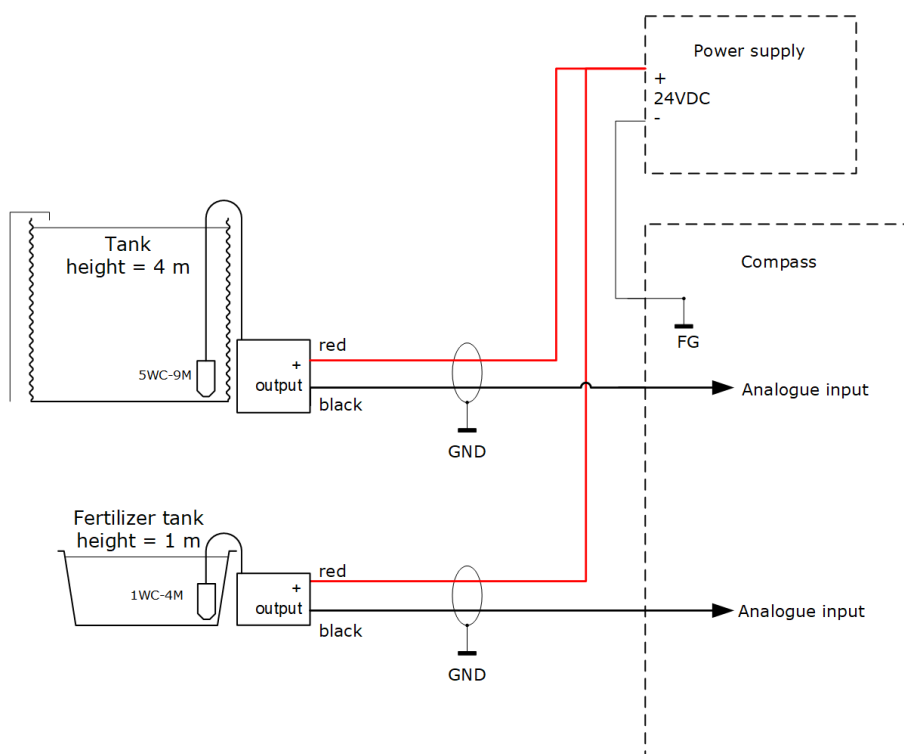 Power supply
+
24VDC
-
Compass
FG
Tank
height = 4 m
5WC-9M
+
output
red
black
GND
Analogue input
Fertilizer tank
height = 1 m
1WC-4M
+
output
red
black
GND
Analogue input